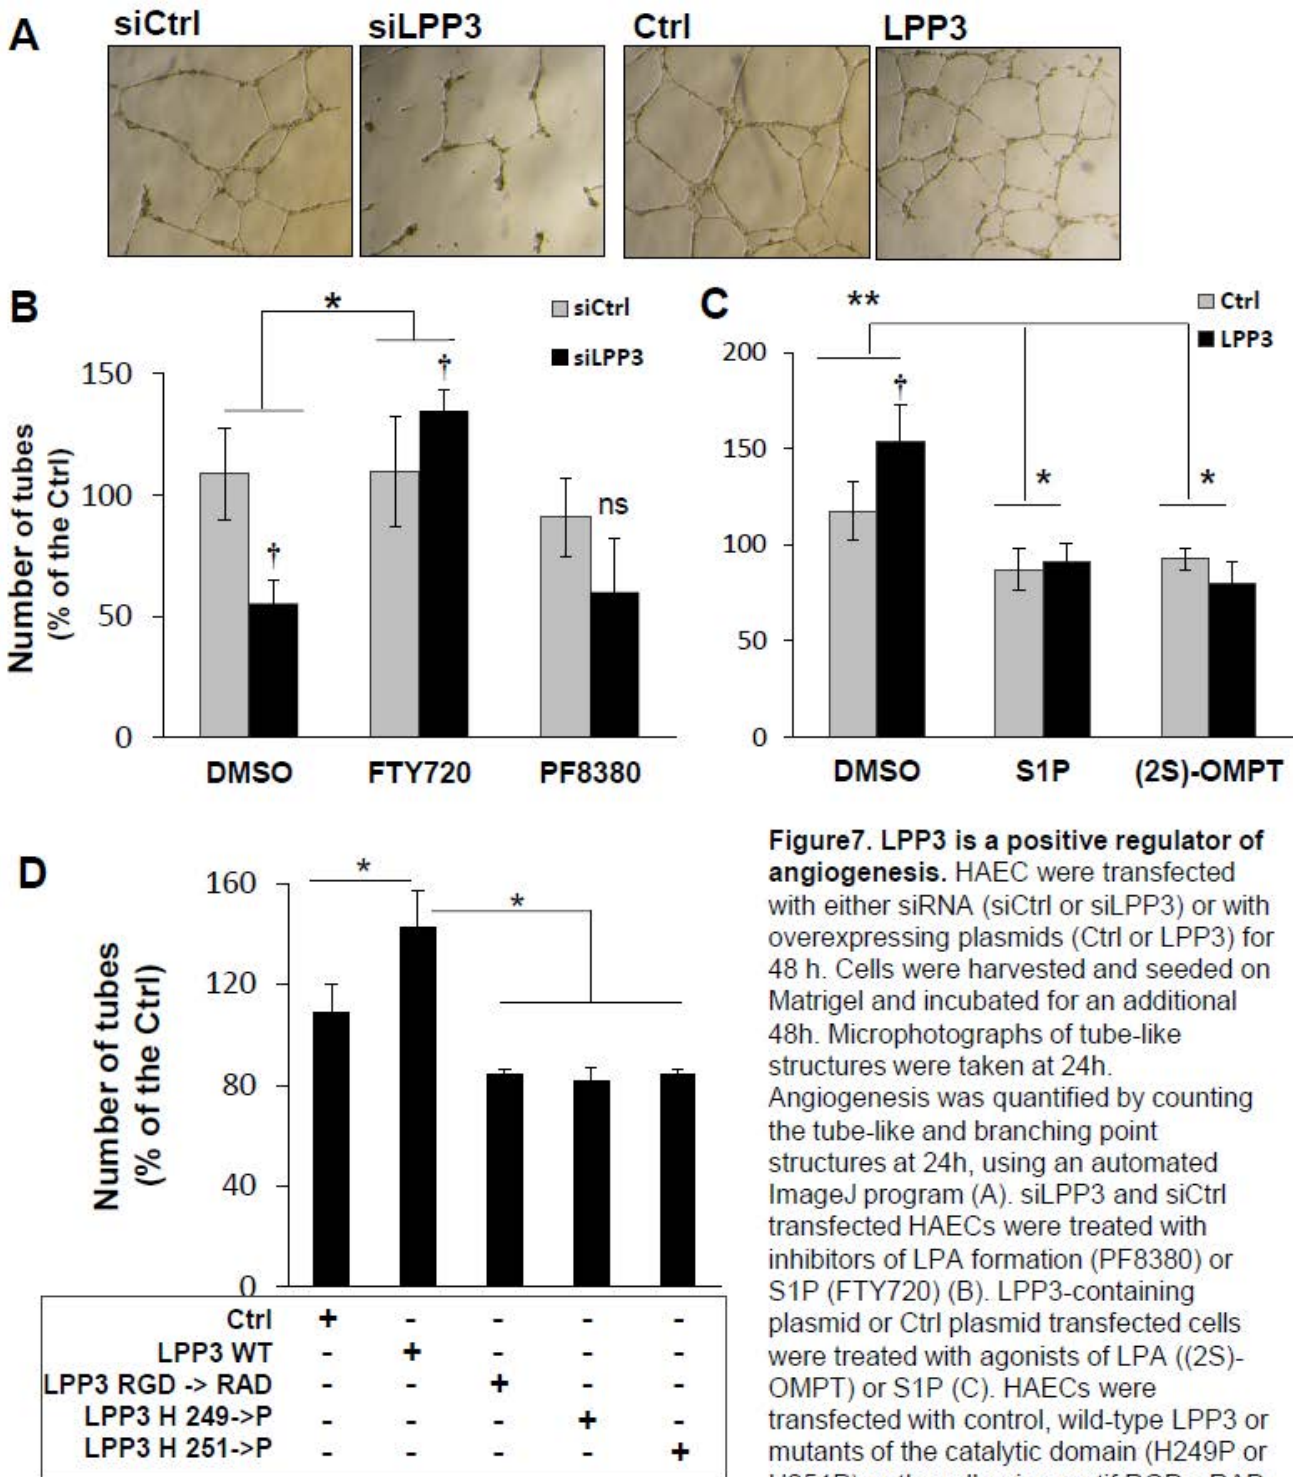 A
siCtrl
siLPP3
Ctrl
LPP3
B
*
siCtrl
siLPP3
†
†
ns
150
100
50
0
Number of tubes
(% of the Ctrl)
DMSO
FTY720
PF8380
C
**
Ctrl
LPP3
†
*
*
200
150
100
50
0
DMSO
S1P
(2S)-OMPT
D
*
*
160
120
80
40
0
Number of tubes
(% of the Ctrl)
Ctrl + - - - -
LPP3 WT - + - - -
LPP3 RGD -> RAD - - + - -
LPP3 H 249->P - - - + -
LPP3 H 251->P - - - - +
Figure7. LPP3 is a positive regulator of
angiogenesis. HAEC were transfected
with either siRNA (siCtrl or siLPP3) or with
overexpressing plasmids (Ctrl or LPP3) for
48 h. Cells were harvested and seeded on
Matrigel and incubated for an additional
48h. Microphotographs of tube-like
structures were taken at 24h.
Angiogenesis was quantified by counting
the tube-like and branching point
structures at 24h, using an automated
ImageJ program (A). siLPP3 and siCtrl
transfected HAECs were treated with
inhibitors of LPA formation (PF8380) or
S1P (FTY720) (B). LPP3-containing
plasmid or Ctrl plasmid transfected cells
were treated with agonists of LPA ((2S)-
OMPT) or S1P (C). HAECs were
transfected with control, wild-type LPP3 or
mutants of the catalytic domain (H249P or